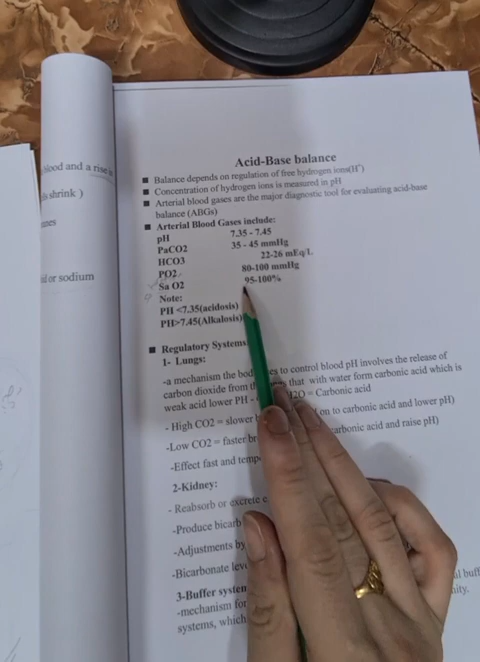 blood and a rise
ls shrink )
or sodium
Acid-Base balance
■ Balance depends on regulation of free hydrogen ions(H⁺)
■ Concentration of hydrogen ions is measured in pH
■ Arterial blood gases are the major diagnostic tool for evaluating acid-base
balance (ABGs)
■ Arterial Blood Gases include:
pH 7.35 - 7.45
PaCO2 35 - 45 mmHg
HCO3 22-26 mEq/L
PO2 80-100 mmHg
Sa O2 95-100%
Note:
PH <7.35(acidosis)
PH>7.45(Alkalosis)
■ Regulatory Systems
1- Lungs:
-a mechanism the bod es to control blood pH involves the release of
carbon dioxide from that with water form carbonic acid which is
weak acid lower PH - H2O = Carbonic acid
- High CO2 = slower on to carbonic and lower pH)
-Low CO2 = faster br carbonic acid and raise pH)
-Effect fast and temp
2-Kidney:
- Reabsorb or excrete
-Produce bicarb
-Adjustments by
-Bicarbonate leve
3-Buffer system
-mechanism for
systems, which